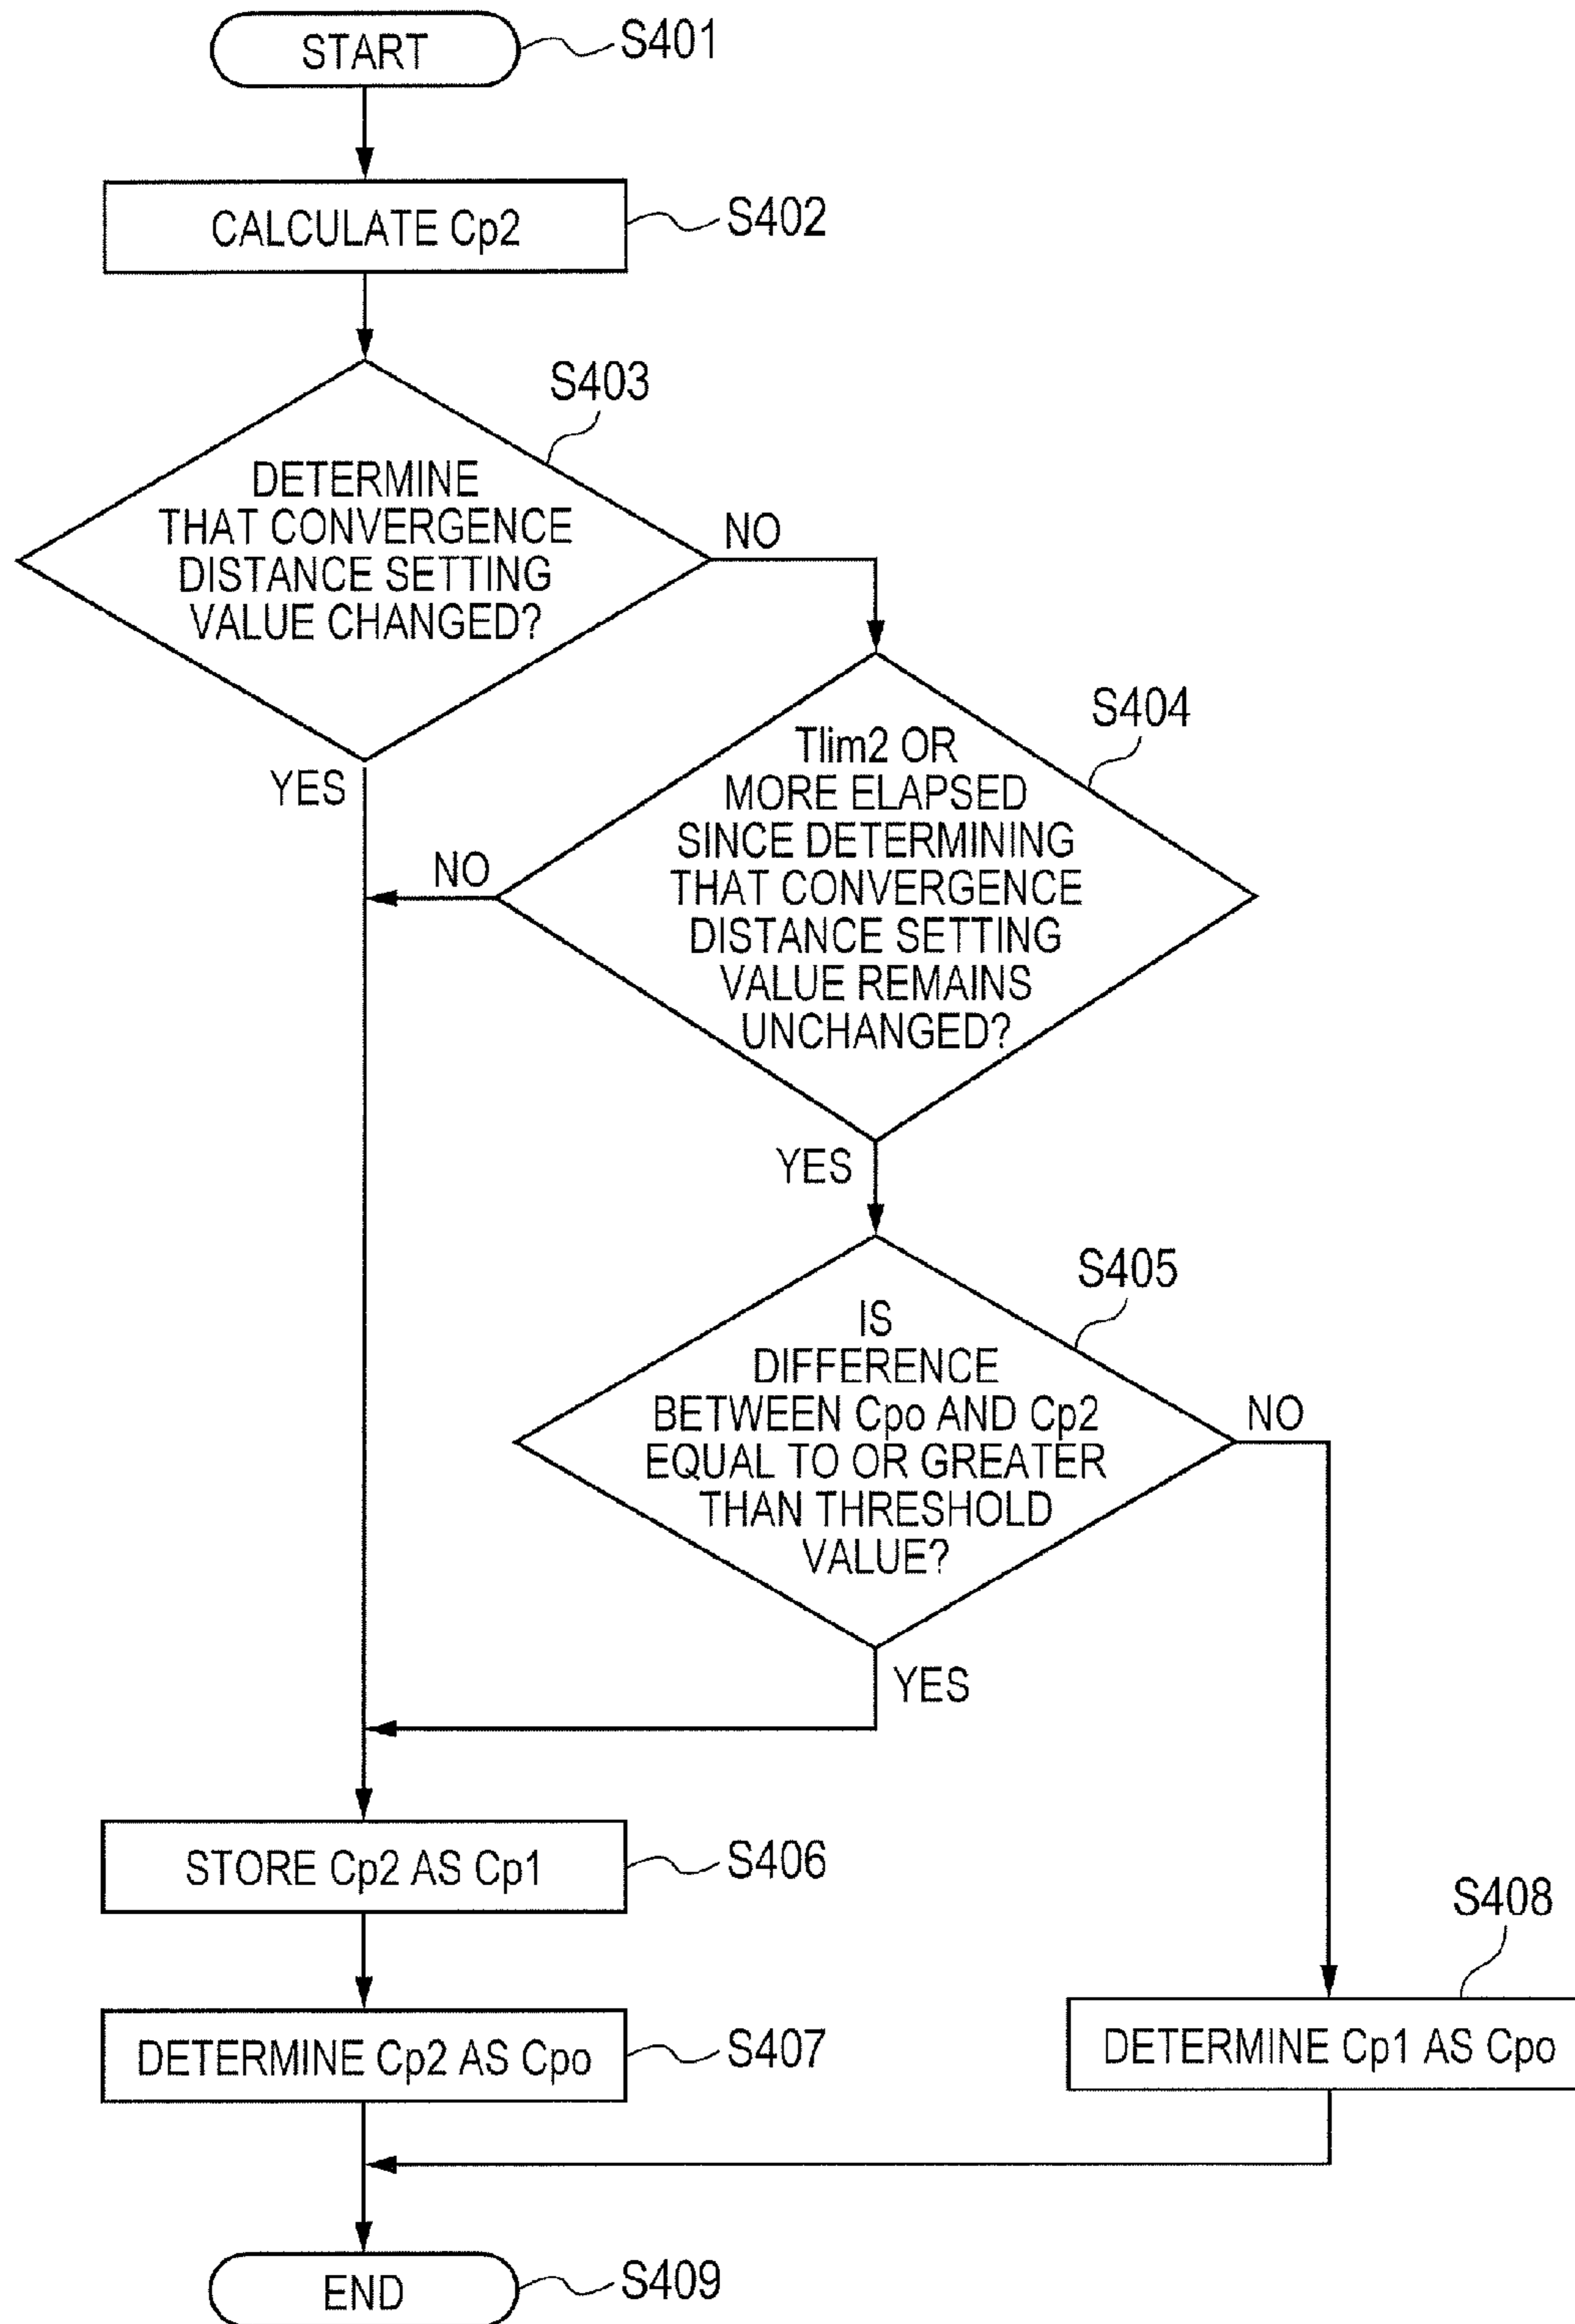 START
S401
CALCULATE Cp2
S402
S403
DETERMINE
THAT CONVERGENCE
DISTANCE SETTING
VALUE CHANGED?
NO
YES
S404
Tlim2 OR
MORE ELAPSED
SINCE DETERMINING
THAT CONVERGENCE
DISTANCE SETTING
VALUE REMAINS
UNCHANGED?
NO
YES
S405
IS
DIFFERENCE
BETWEEN Cpo AND Cp2
EQUAL TO OR GREATER
THAN THRESHOLD
VALUE?
NO
YES
STORE Cp2 AS Cp1
S406
S408
DETERMINE Cp2 AS Cpo
S407
DETERMINE Cp1 AS Cpo
END
S409